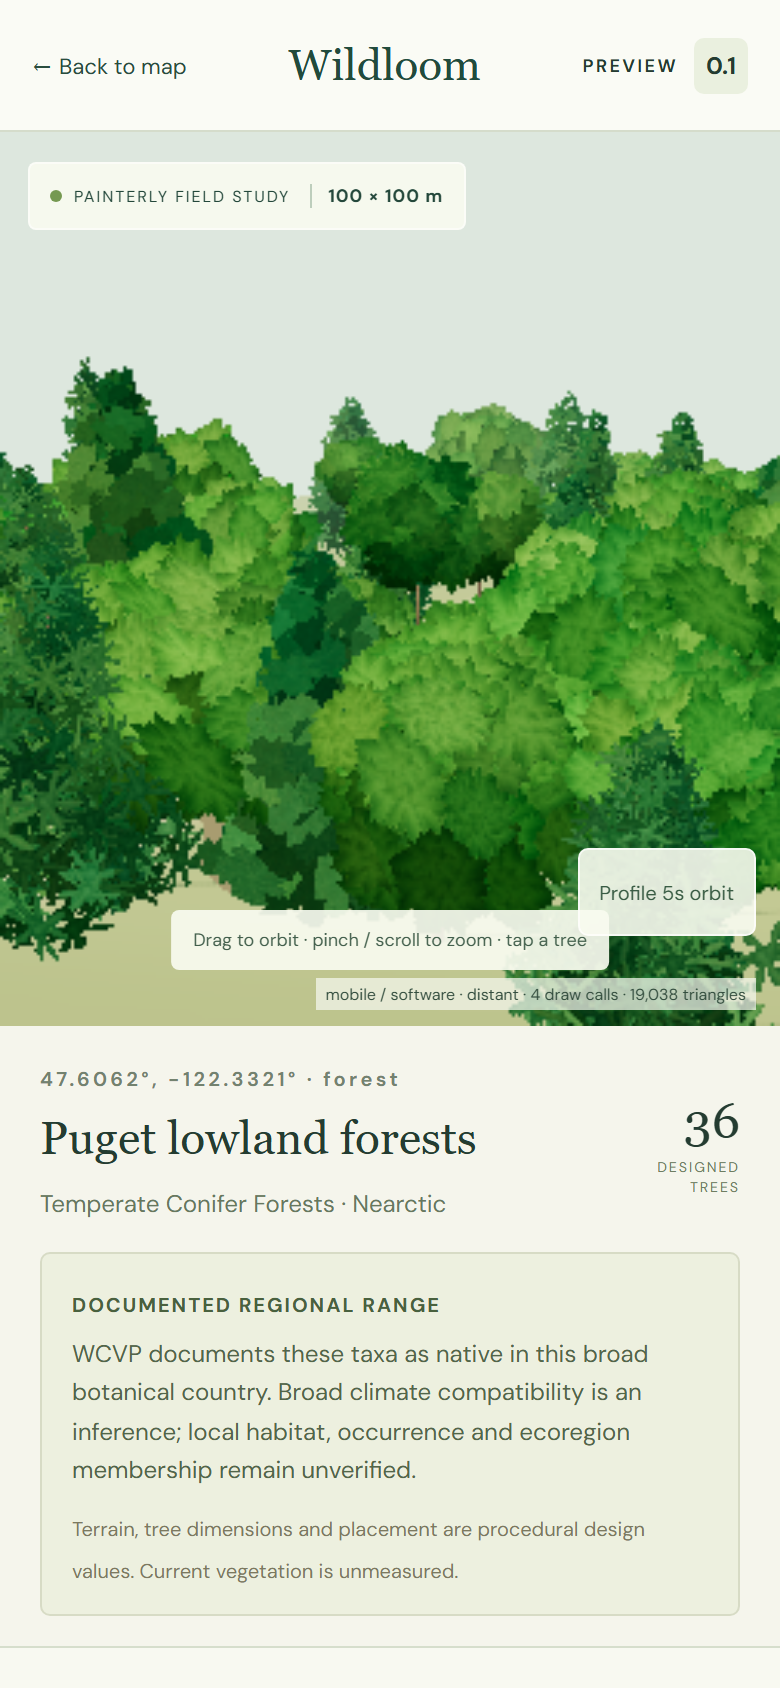 ← Back to map
Wildloom
PREVIEW 0.1
PAINTERLY FIELD STUDY | 100 × 100 m
Profile 5s orbit
Drag to orbit · pinch / scroll to zoom · tap a tree
mobile / software · distant · 4 draw calls · 19,038 triangles
47.6062°, -122.3321° · forest
Puget lowland forests
36
DESIGNED
TREES
Temperate Conifer Forests · Nearctic
DOCUMENTED REGIONAL RANGE
WCVP documents these taxa as native in this broad
botanical country. Broad climate compatibility is an
inference; local habitat, occurrence and ecoregion
membership remain unverified.
Terrain, tree dimensions and placement are procedural design
values. Current vegetation is unmeasured.